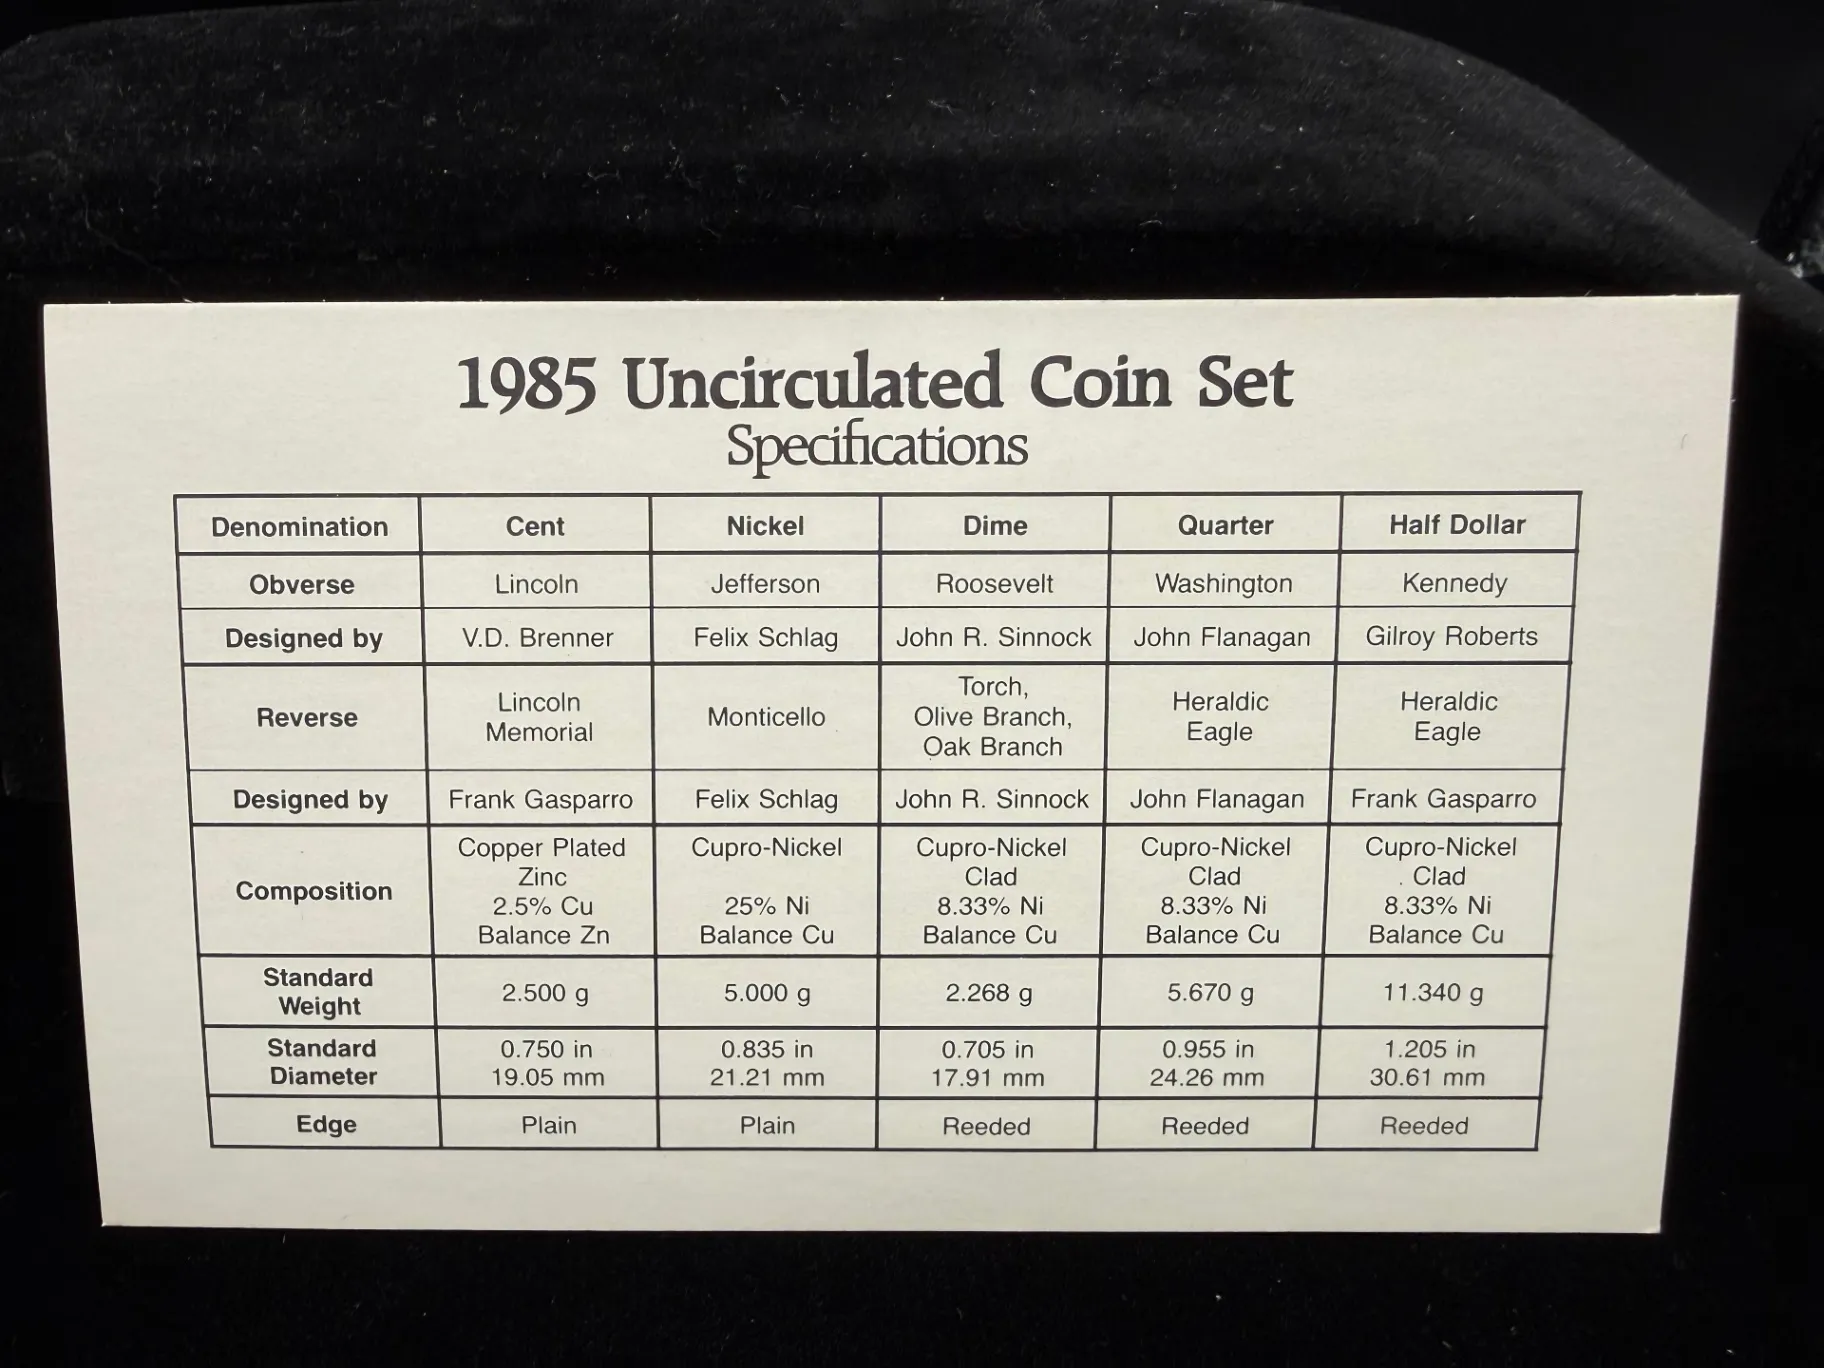 1985 Uncirculated Coin Set
Specifications
Denomination Cent Nickel Dime Quarter Half Dollar
Obverse Lincoln Jefferson Roosevelt Washington Kennedy
Designed by V.D. Brenner Felix Schlag John R. Sinnock John Flanagan Gilroy Roberts
Reverse
Lincoln
Memorial
Monticello
Torch,
Olive Branch,
Oak Branch
Heraldic
Eagle
Heraldic
Eagle
Designed by Frank Gasparro Felix Schlag John R. Sinnock John Flanagan Frank Gasparro
Composition
Copper Plated
Zinc
2.5% Cu
Balance Zn
Cupro-Nickel
25% Ni
Balance Cu
Cupro-Nickel
Clad
8.33% Ni
Balance Cu
Cupro-Nickel
Clad
8.33% Ni
Balance Cu
Cupro-Nickel
Clad
8.33% Ni
Balance Cu
Standard
Weight
2.500 g 5.000 g 2.268 g 5.670 g 11.340 g
Standard
Diameter
0.750 in
19.05 mm
0.835 in
21.21 mm
0.705 in
17.91 mm
0.955 in
24.26 mm
1.205 in
30.61 mm
Edge Plain Plain Reeded Reeded Reeded